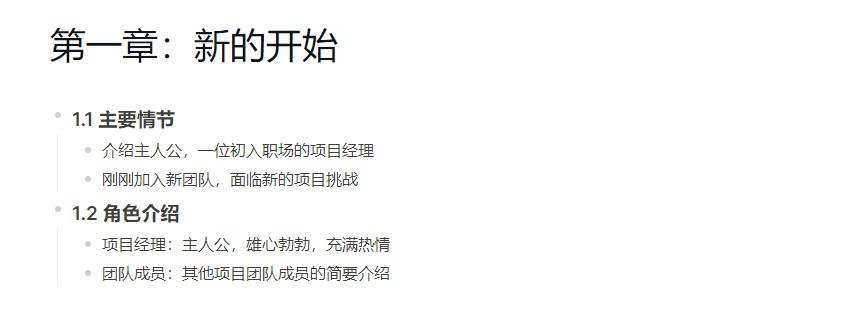 第一章：新的开始
1.1 主要情节
介绍主人公，一位初入职场的项目经理
刚刚加入新团队，面临新的项目挑战
1.2 角色介绍
项目经理：主人公，雄心勃勃，充满热情
团队成员：其他项目团队成员的简要介绍